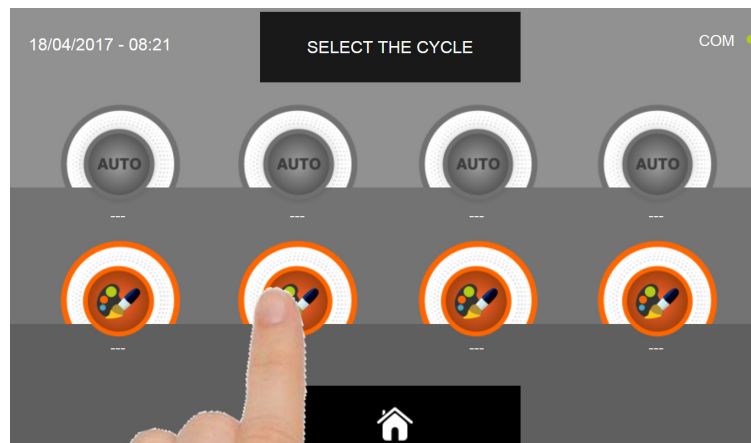 18/04/2017 - 08:21
SELECT THE CYCLE
COM
AUTO AUTO AUTO AUTO
--- --- --- ---
--- --- ---